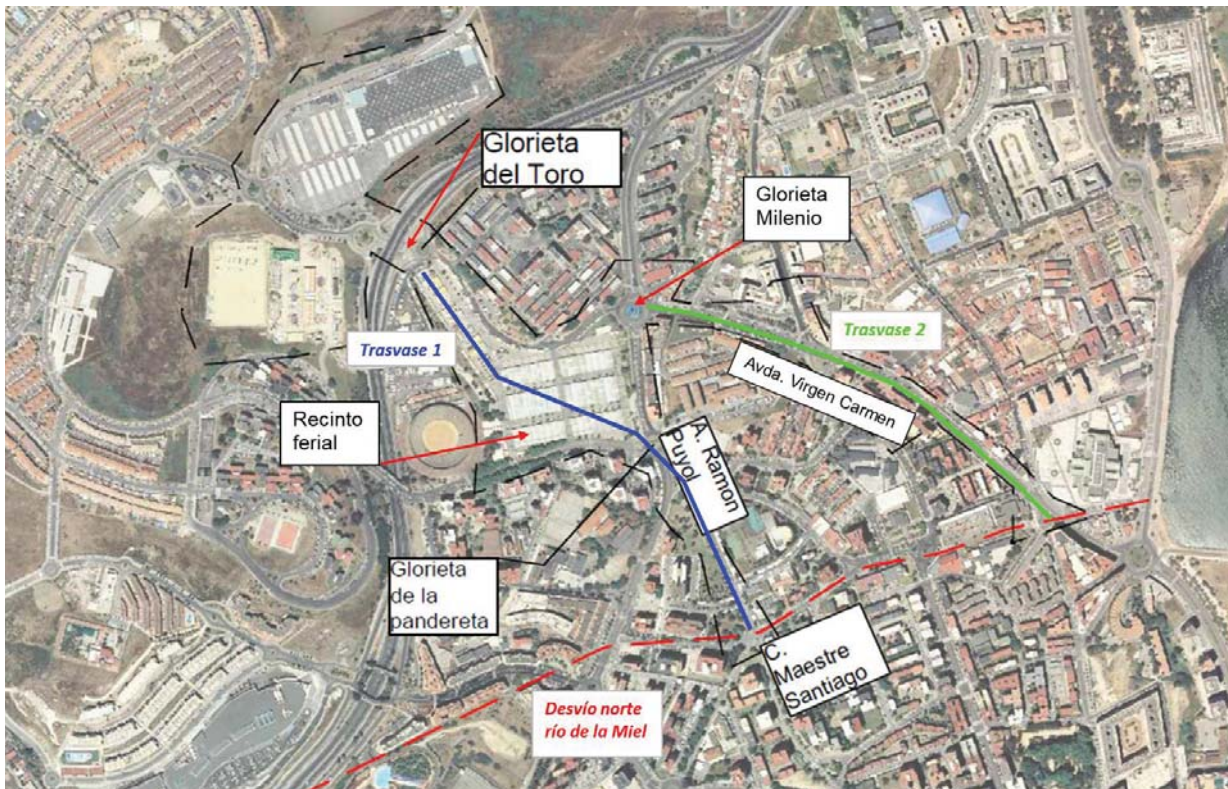 Glorieta
del Toro
Glorieta
Milenio
Trasvase 1
Trasvase 2
Avda. Virgen Carmen
Recinto
ferial
A. Ramon
Puyol
Glorieta
de la
pandereta
C.
Maestre
Santiago
Desvío norte
río de la Miel